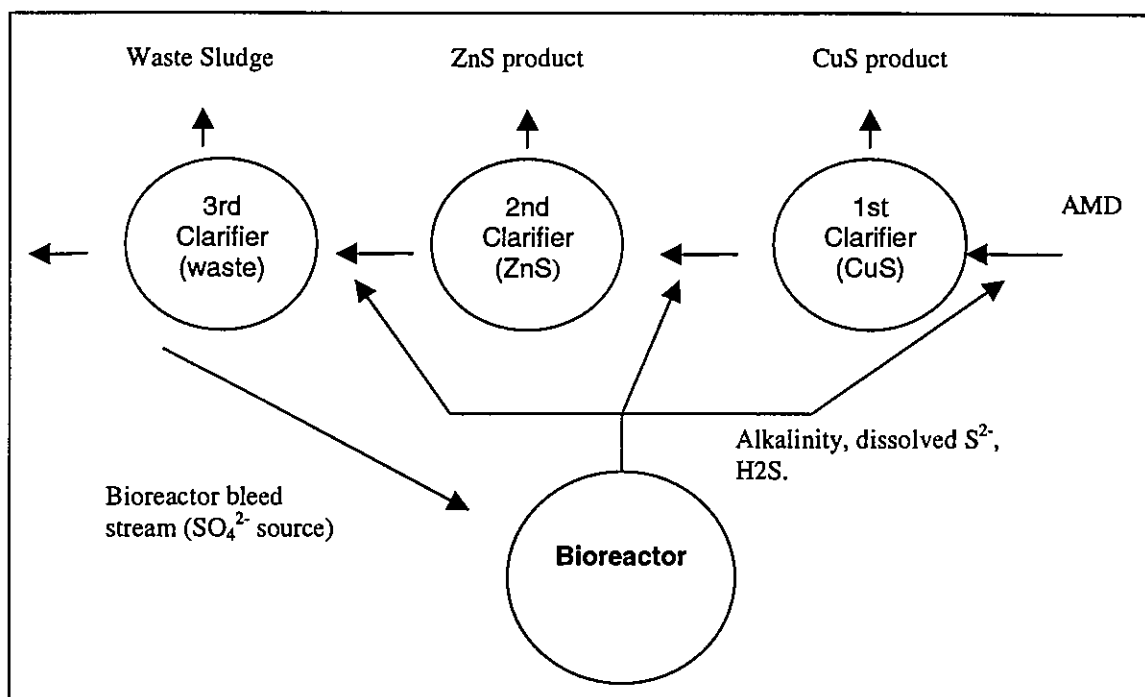 Waste Sludge
ZnS product
CuS product
3rd
Clarifier
(waste)
2nd
Clarifier
(ZnS)
1st
Clarifier
(CuS)
AMD
Alkalinity, dissolved S²⁻,
H2S.
Bioreactor bleed
stream (SO₄²⁻ source)
Bioreactor